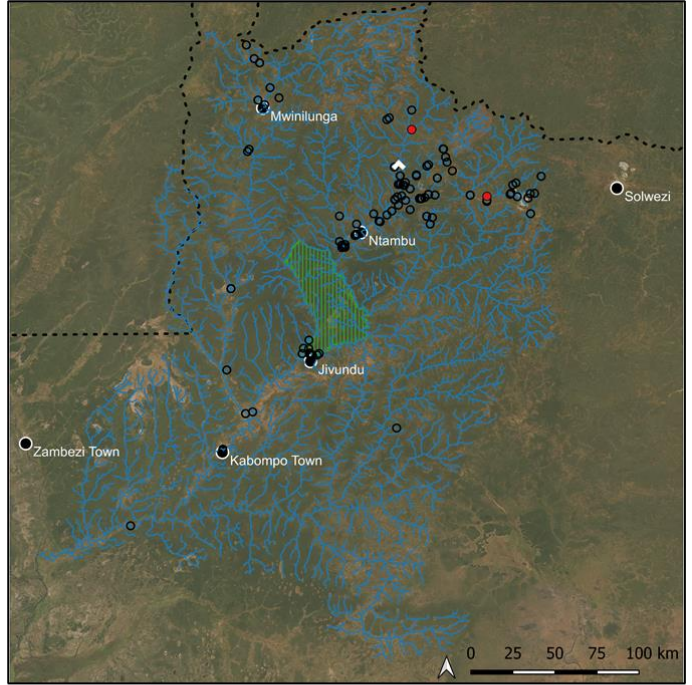 Mwinilunga
Solwezi
Ntambu
Jivundu
Zambezi Town
Kabompo Town
0 25 50 75 100 km